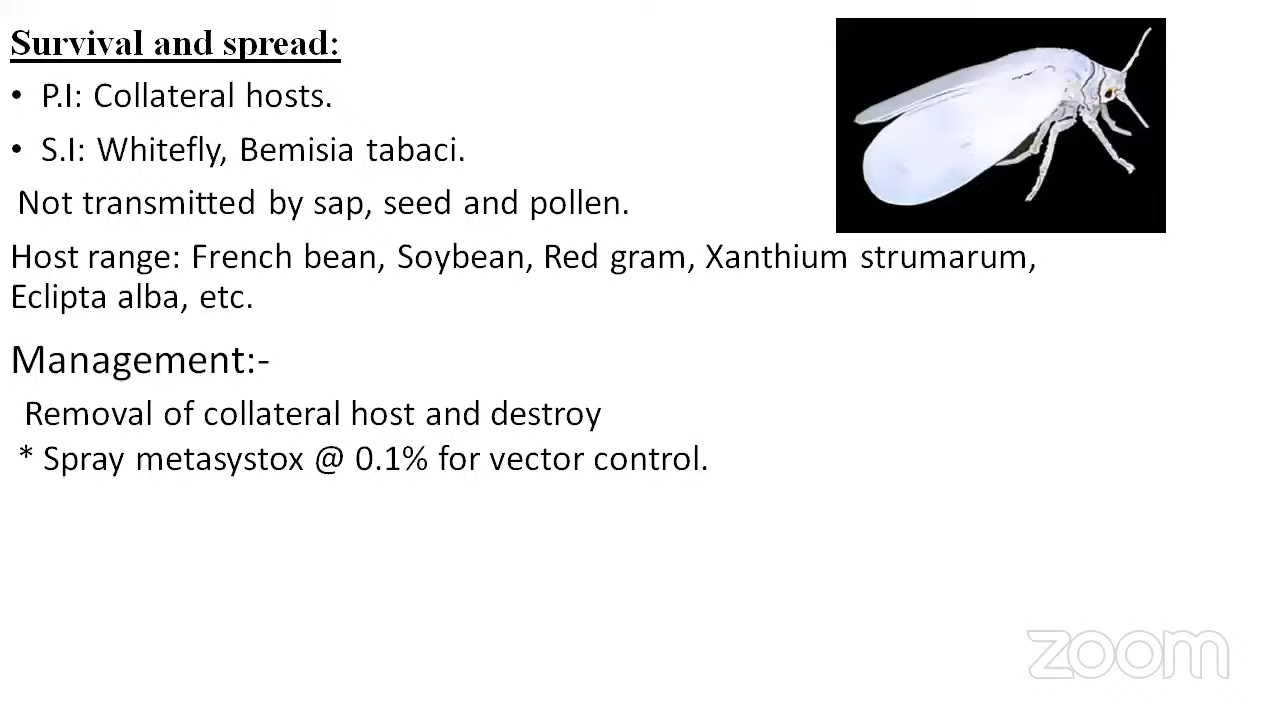 Survival and spread:
• P.I: Collateral hosts.
• S.I: Whitefly, Bemisia tabaci.
Not transmitted by sap, seed and pollen.
Host range: French bean, Soybean, Red gram, Xanthium strumarum,
Eclipta alba, etc.
Management:-
Removal of collateral host and destroy
* Spray metasystox @ 0.1% for vector control.
zoom